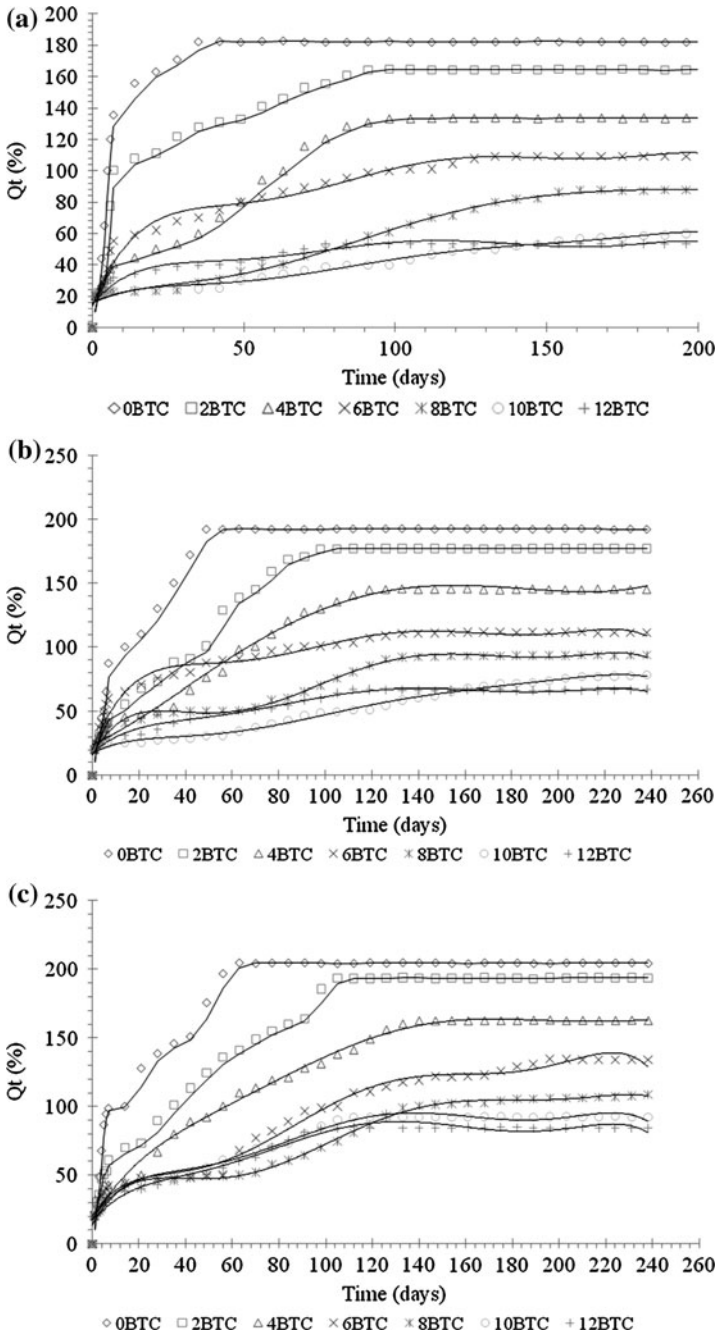 (a)
200
180
160
140
120
100
80
60
40
20
0
Qt (%)
0 50 100 150 200
Time (days)
0BTC 2BTC 4BTC 6BTC 8BTC 10BTC 12BTC
(b)
250
200
150
100
50
0
Qt (%)
0 20 40 60 80 100 120 140 160 180 200 220 240
Time (days)
0BTC 2BTC 4BTC 6BTC 8BTC 10BTC 12BTC
(c)
250
200
150
100
50
0
Qt (%)
0 20 40 60 80 100 120 140 160 180 200 220 240
Time (days)
0BTC 2BTC 4BTC 6BTC 8BTC 10BTC 12BTC